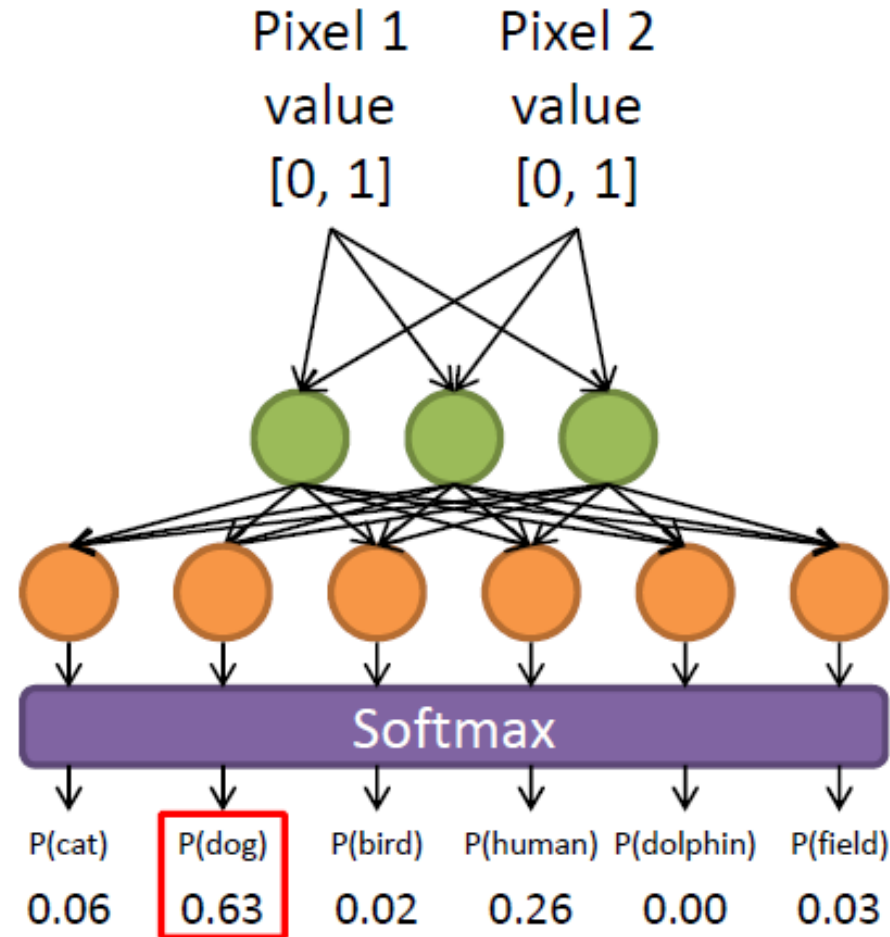 Pixel 1 Pixel 2
value value
[0, 1] [0, 1]
Softmax
P(cat) P(dog) P(bird) P(human) P(dolphin) P(field)
0.06 0.63 0.02 0.26 0.00 0.03